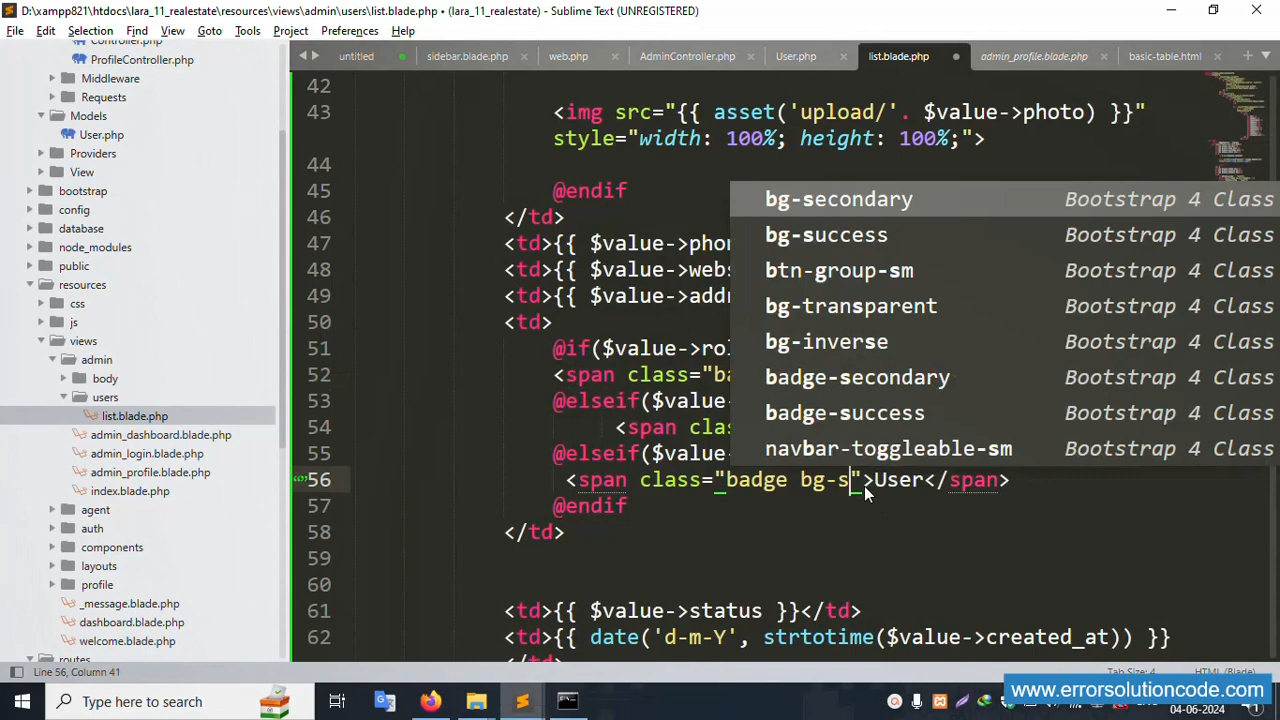 D:\xampp821\htdocs\lara_11_realestate\resources\views\admin\users\list.blade.php • (lara_11_realestate) - Sublime Text (UNREGISTERED)
File Edit Selection Find View Goto Tools Project Preferences Help
untitled sidebar.blade.php web.php AdminController.php User.php list.blade.php admin_profile.blade.php basic-table.html
Controller.php
ProfileController.php
Middleware
Requests
Models
User.php
Providers
View
bootstrap
config
database
node_modules
public
resources
css
js
views
admin
body
users
list.blade.php
admin_dashboard.blade.php
admin_login.blade.php
admin_profile.blade.php
index.blade.php
agent
auth
components
layouts
profile
_message.blade.php
dashboard.blade.php
welcome.blade.php
routes
42
43 <img src="{{ asset('upload/'. $value->photo) }}"
style="width: 100%; height: 100%;">
44
45 @endif
46 </td>
47 <td>{{ $value->phon
48 <td>{{ $value->webs
49 <td>{{ $value->addr
50 <td>
51 @if($value->rol
52 <span class="ba
53 @elseif($value-
54 <span clas
55 @elseif($value-
56 <span class="badge bg-s">User</span>
57 @endif
58 </td>
59
60
61 <td>{{ $value->status }}</td>
62 <td>{{ date('d-m-Y', strtotime($value->created_at)) }}
</td>
bg-secondary Bootstrap 4 Class
bg-success Bootstrap 4 Class
btn-group-sm Bootstrap 4 Class
bg-transparent Bootstrap 4 Class
bg-inverse Bootstrap 4 Class
badge-secondary Bootstrap 4 Class
badge-success Bootstrap 4 Class
navbar-toggleable-sm Bootstrap 4 Class
Line 56, Column 41 Tab Size: 4 HTML (Blade)
Type here to search
www.errorsolutioncode.com
04-06-2024